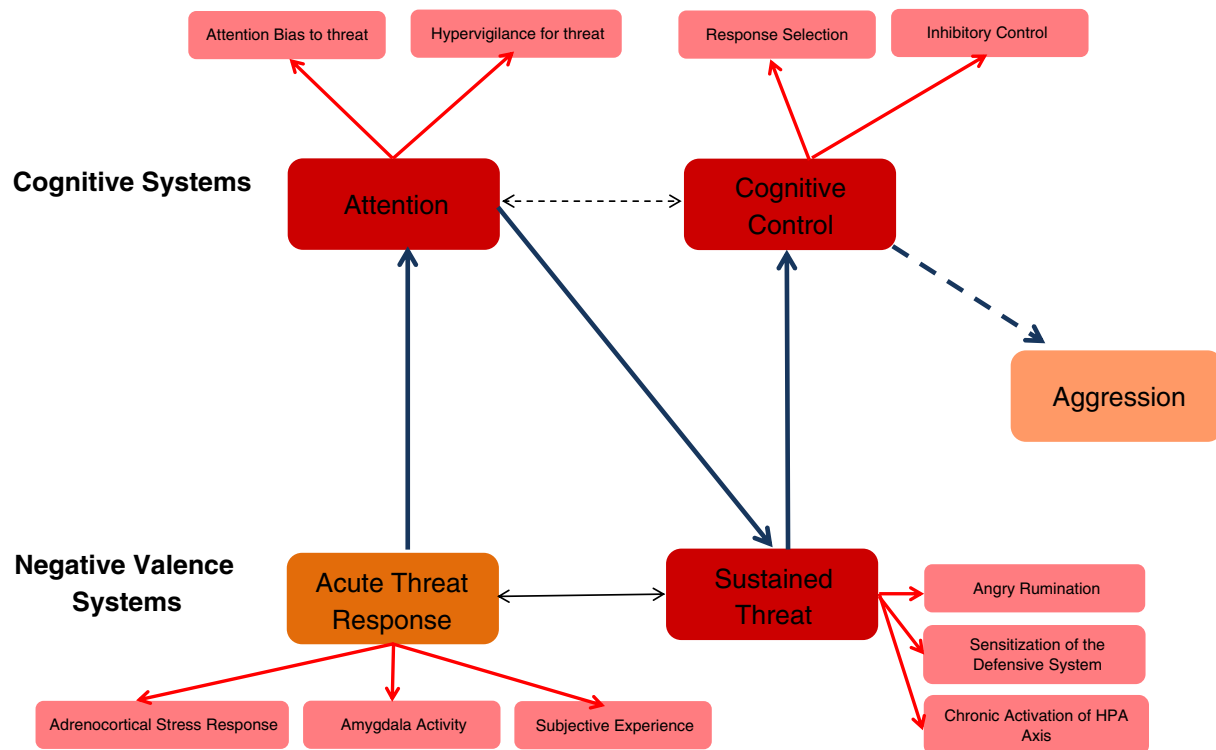 Attention Bias to threat
Hypervigilance for threat
Response Selection
Inhibitory Control
Cognitive Systems
Attention
Cognitive
Control
Aggression
Negative Valence
Systems
Acute Threat
Response
Sustained
Threat
Angry Rumination
Sensitization of the
Defensive System
Chronic Activation of HPA
Axis
Adrenocortical Stress Response
Amygdala Activity
Subjective Experience